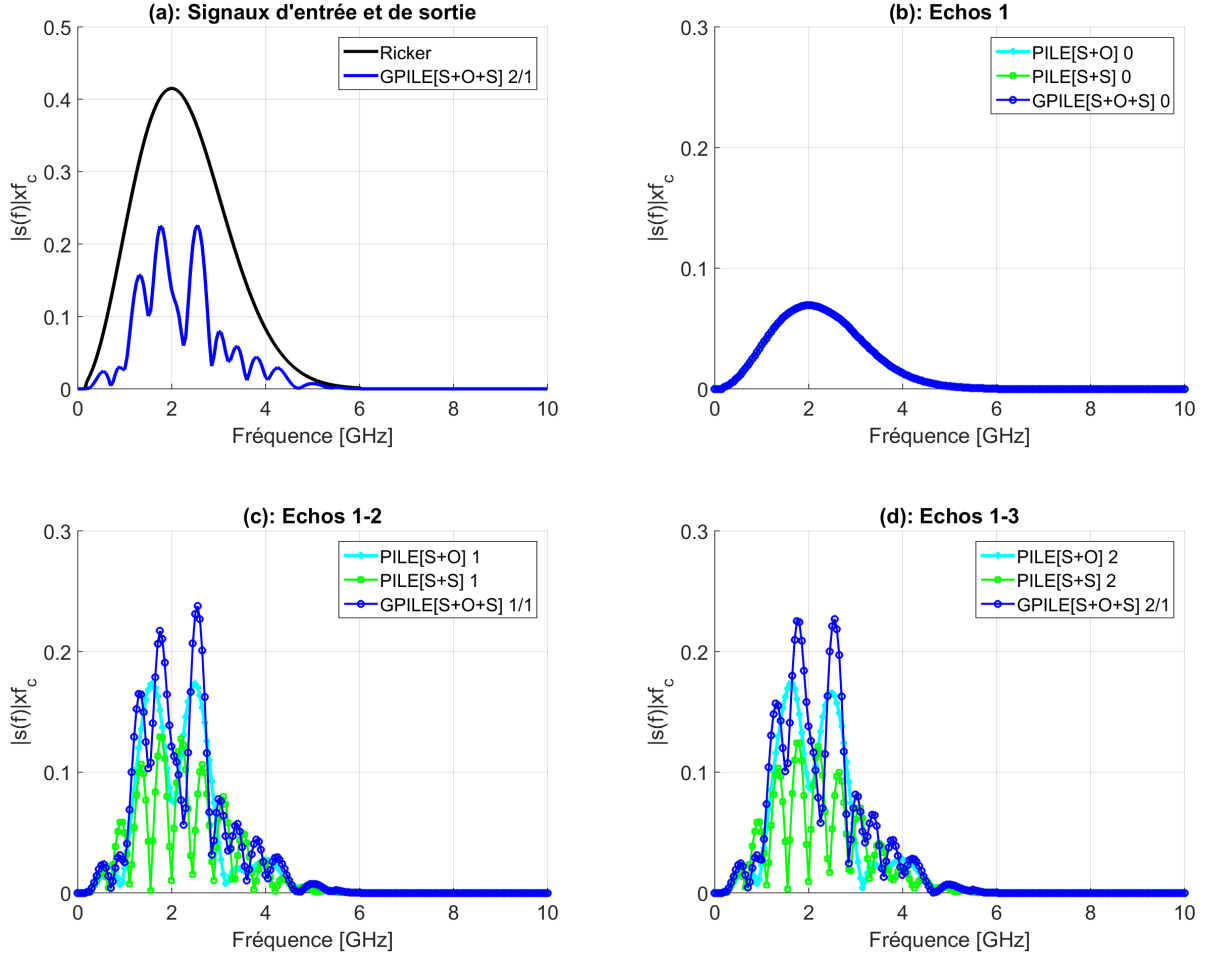 (a): Signaux d'entrée et de sortie
0.5
0.4
0.3
0.2
0.1
0
|s(f)|xf_c
Ricker
GPILE[S+O+S] 2/1
0 2 4 6 8 10
Fréquence [GHz]
(b): Echos 1
0.3
0.2
0.1
0
|s(f)|xf_c
PILE[S+O] 0
PILE[S+S] 0
GPILE[S+O+S] 0
0 2 4 6 8 10
Fréquence [GHz]
(c): Echos 1-2
0.3
0.2
0.1
0
|s(f)|xf_c
PILE[S+O] 1
PILE[S+S] 1
GPILE[S+O+S] 1/1
0 2 4 6 8 10
Fréquence [GHz]
(d): Echos 1-3
0.3
0.2
0.1
0
|s(f)|xf_c
PILE[S+O] 2
PILE[S+S] 2
GPILE[S+O+S] 2/1
0 2 4 6 8 10
Fréquence [GHz]